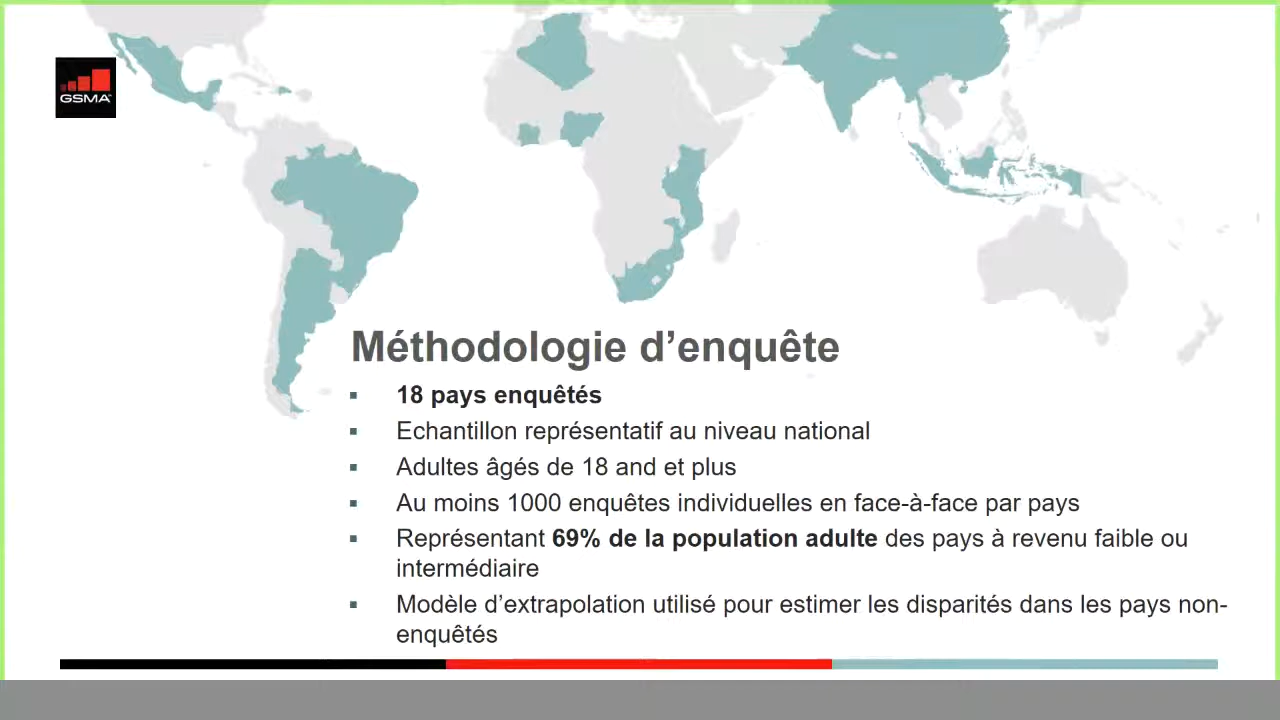 GSMA
Méthodologie d’enquête
18 pays enquêtés
Echantillon représentatif au niveau national
Adultes âgés de 18 and et plus
Au moins 1000 enquêtes individuelles en face-à-face par pays
Représentant 69% de la population adulte des pays à revenu faible ou
intermédiaire
Modèle d’extrapolation utilisé pour estimer les disparités dans les pays non-
enquêtés